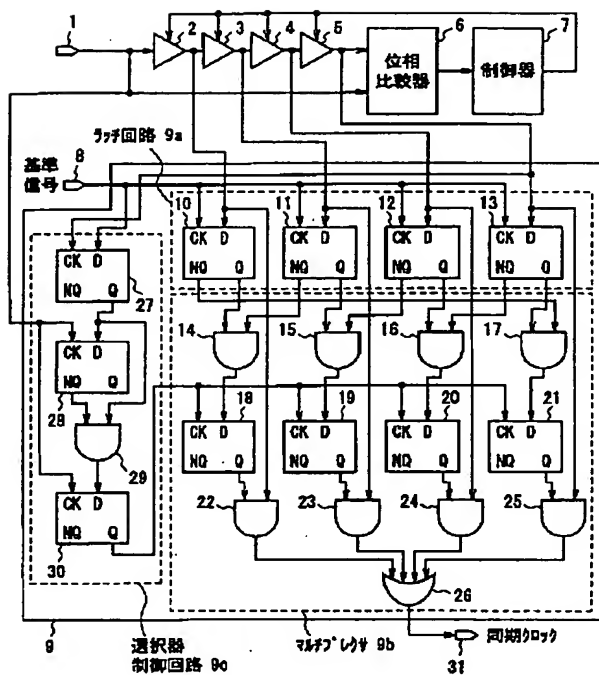 1
2
3
4
5
6
7
位相
比較器
制御器
ラッチ回路 9a
基準
信号
8
10
11
12
13
CK D
CK D
CK D
CK D
NQ Q
NQ Q
NQ Q
NQ Q
CK D
NQ Q
27
14
15
16
17
CK D
NQ Q
28
18
19
20
21
CK D
CK D
CK D
CK D
NQ Q
NQ Q
NQ Q
NQ Q
29
22
23
24
25
CK D
NQ Q
30
26
9
選択器
制御回路 9c
マルチプレクサ 9b
同期クロック
31